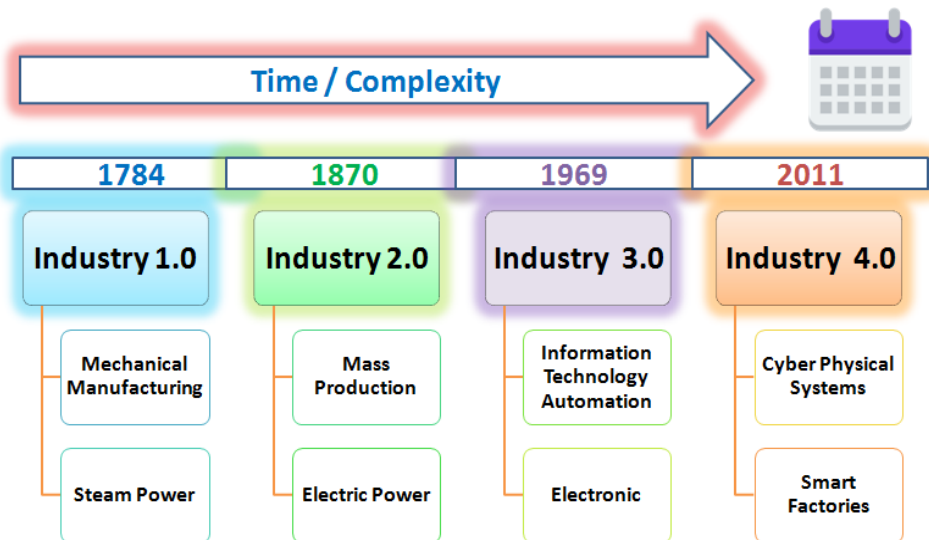 Time / Complexity
1784
1870
1969
2011
Industry 1.0
Industry 2.0
Industry 3.0
Industry 4.0
Mechanical
Manufacturing
Mass
Production
Information
Technology
Automation
Cyber Physical
Systems
Steam Power
Electric Power
Electronic
Smart
Factories